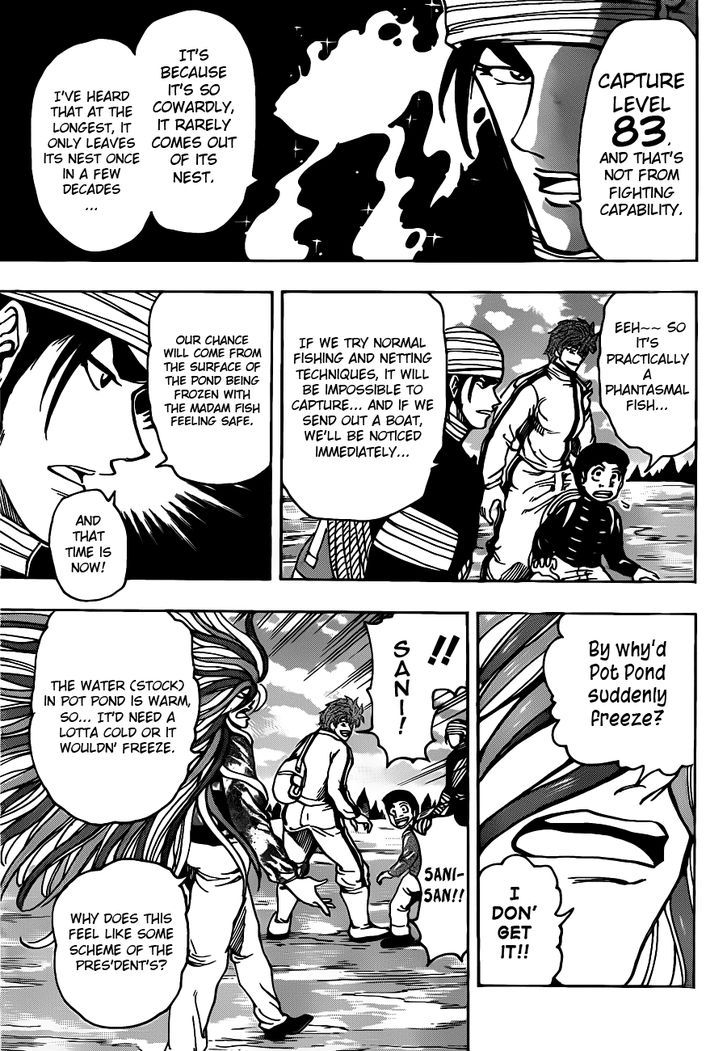 CAPTURE
LEVEL
83,
AND THAT'S
NOT FROM
FIGHTING
CAPABILITY.
IT'S
BECAUSE
IT'S SO
COWARDLY,
IT RARELY
COMES OUT
OF ITS
NEST.
I'VE HEARD
THAT AT THE
LONGEST, IT
ONLY LEAVES
ITS NEST ONCE
IN A FEW
DECADES
...
EEH~~ SO
IT'S
PRACTICALLY
A
PHANTASMAL
FISH...
IF WE TRY NORMAL
FISHING AND NETTING
TECHNIQUES, IT WILL
BE IMPOSSIBLE TO
CAPTURE... AND IF WE
SEND OUT A BOAT,
WE'LL BE NOTICED
IMMEDIATELY...
OUR CHANCE
WILL COME FROM
THE SURFACE OF
THE POND BEING
FROZEN WITH
THE MADAM FISH
FEELING SAFE.
AND
THAT
TIME IS
NOW!
By why'd
Pot Pond
suddenly
freeze?
I
DON'
GET
IT!!
!!
SANI!
SANI-
SAN!!
THE WATER (STOCK)
IN POT POND IS WARM,
SO... IT'D NEED A
LOTTA COLD OR IT
WOULDN' FREEZE.
WHY DOES THIS
FEEL LIKE SOME
SCHEME OF THE
PRES'DENT'S?